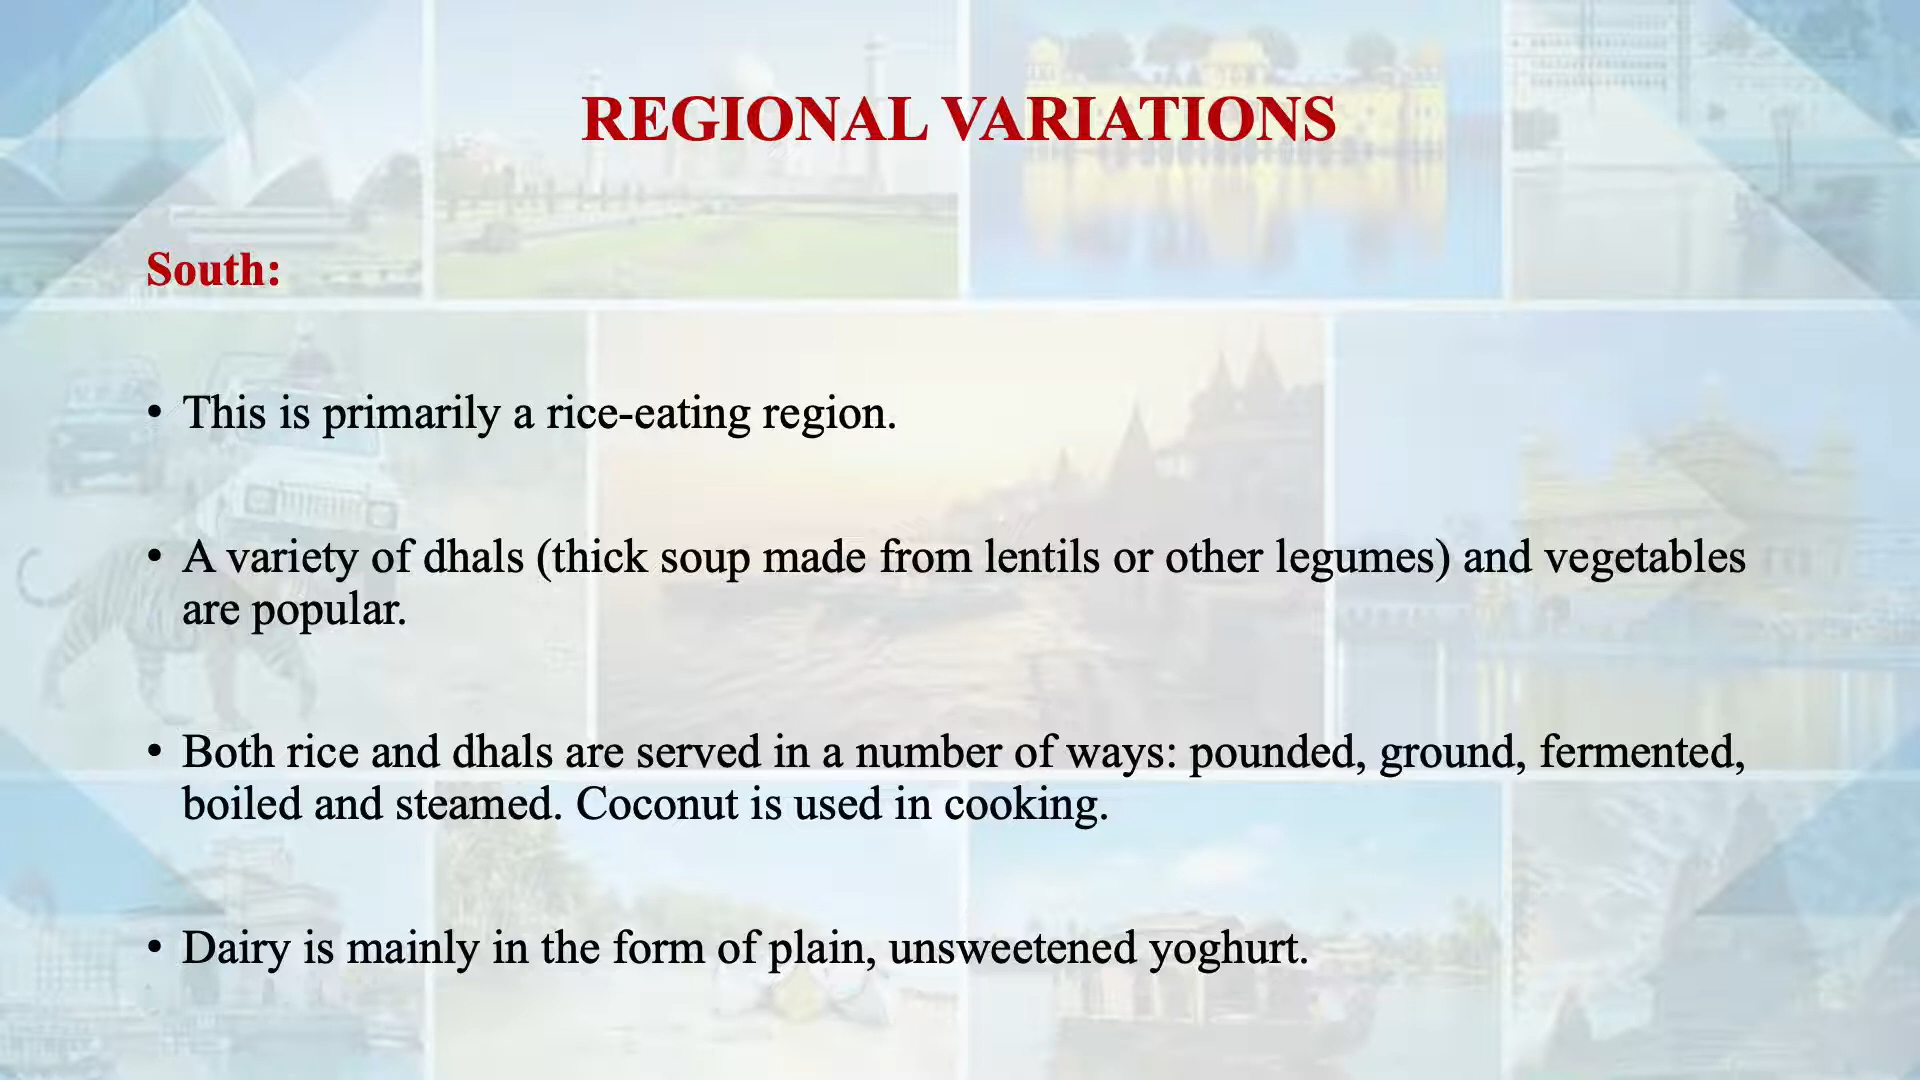 REGIONAL VARIATIONS
South:
• This is primarily a rice-eating region.
• A variety of dhals (thick soup made from lentils or other legumes) and vegetables
are popular.
• Both rice and dhals are served in a number of ways: pounded, ground, fermented,
boiled and steamed. Coconut is used in cooking.
• Dairy is mainly in the form of plain, unsweetened yoghurt.